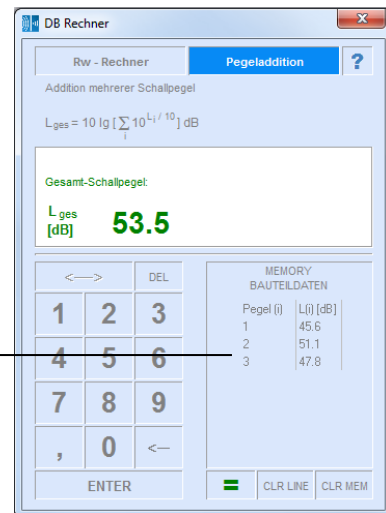 DB Rechner
x
Rw - Rechner Pegeladdition ?
Addition mehrerer Schallpegel
L ges = 10 lg [ ∑ 10 L i / 10 ] dB
i
Gesamt-Schallpegel:
L ges
[dB] 53.5
<---> DEL
1 2 3
4 5 6
7 8 9
, 0 <---
ENTER
MEMORY
BAUTEILDATEN
Pegel (i) L(i) [dB]
1 45.6
2 51.1
3 47.8
= CLR LINE CLR MEM